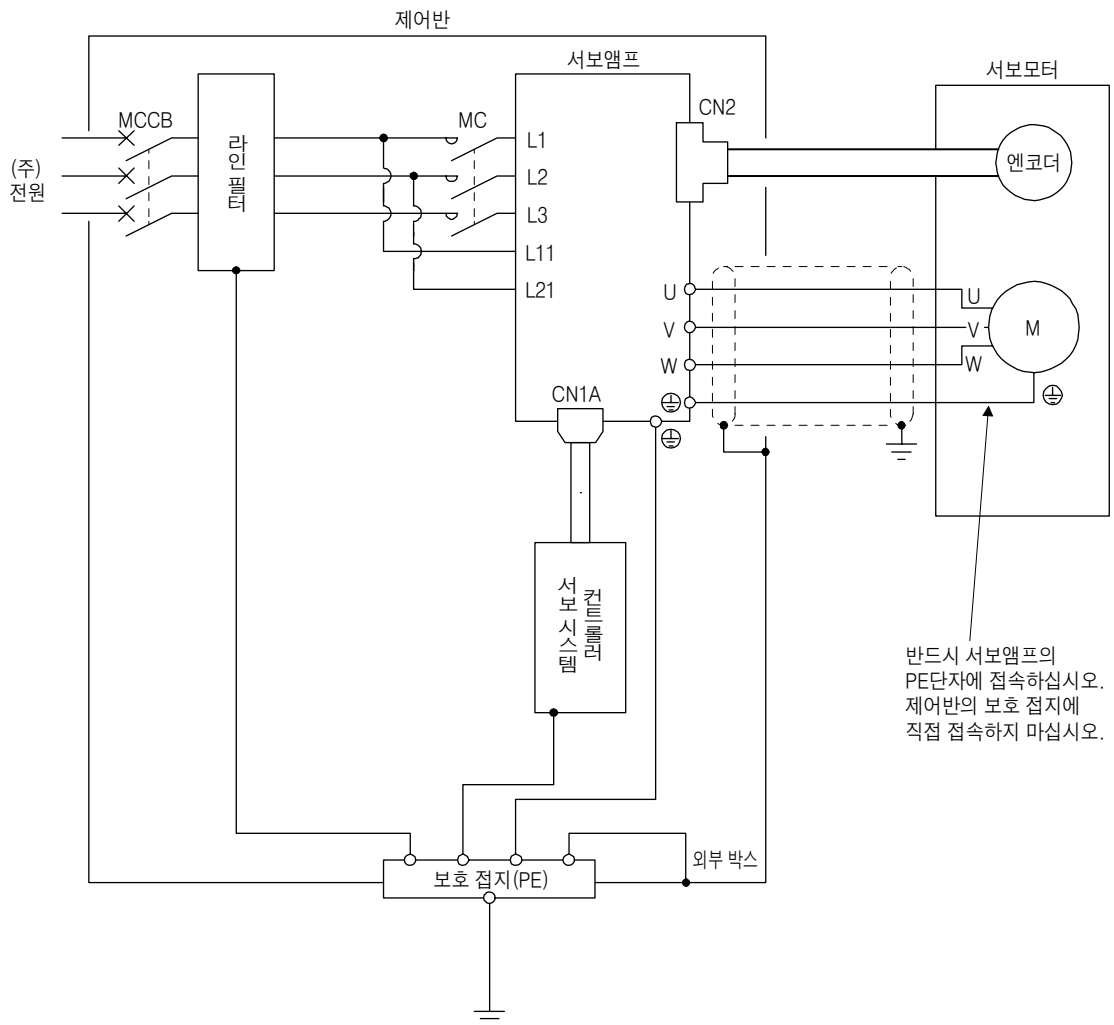 제어반
서보앰프
서보모터
MCCB
MC
CN2
(주)
전원
라인 필터
L1
L2
L3
L11
L21
엔코더
U
V
W
U
V
W
M
CN1A
서보 시스템
컨트롤러
반드시 서보앰프의
PE단자에 접속하십시오.
제어반의 보호 접지에
직접 접속하지 마십시오.
외부 박스
보호 접지(PE)